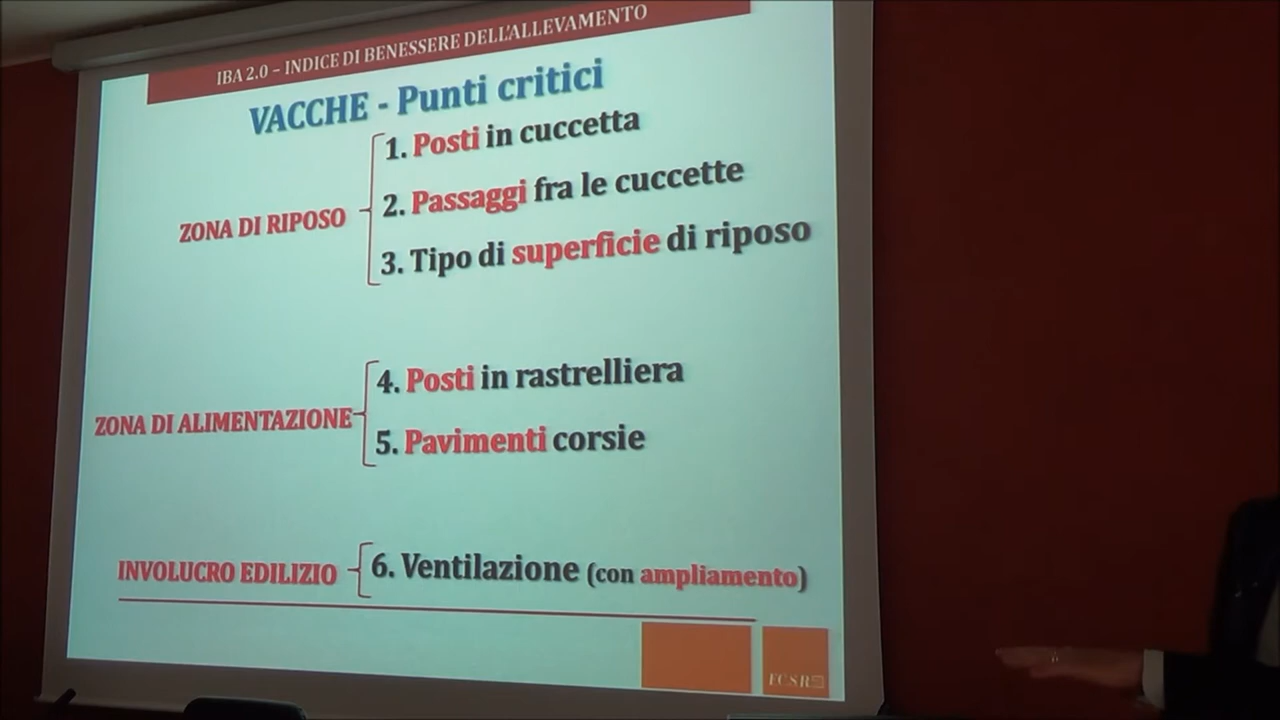 IBA 2.0 – INDICE DI BENESSERE DELL'ALLEVAMENTO
VACCHE - Punti critici
ZONA DI RIPOSO
1. Posti in cuccetta
2. Passaggi fra le cuccette
3. Tipo di superficie di riposo
ZONA DI ALIMENTAZIONE
4. Posti in rastrelliera
5. Pavimenti corsie
INVOLUCRO EDILIZIO
6. Ventilazione (con ampliamento)
FCSR